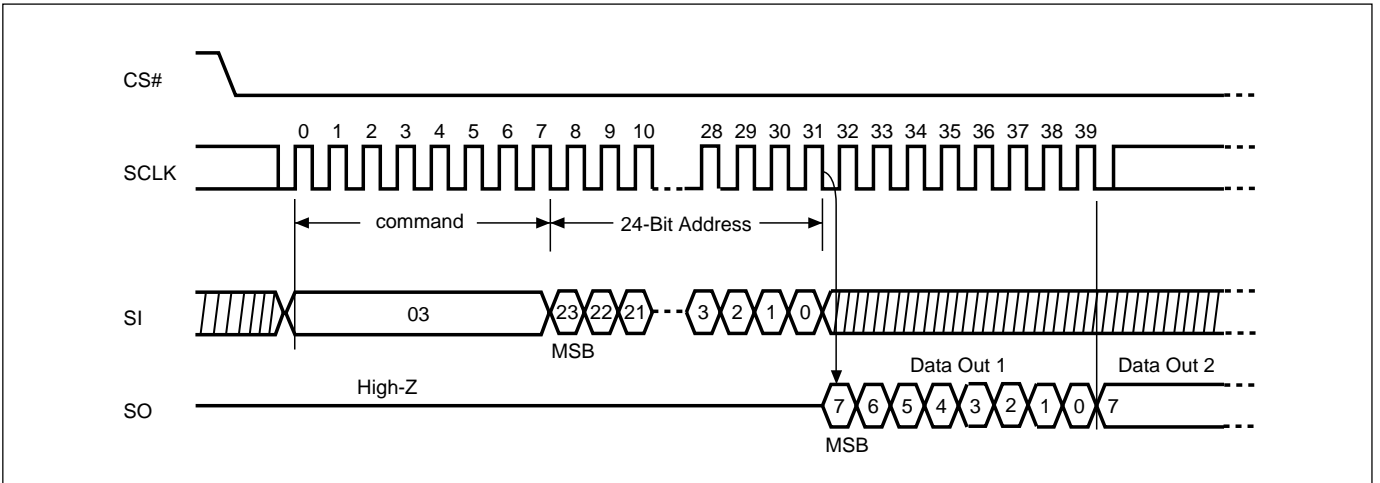 CS#
0 1 2 3 4 5 6 7 8 9 10 28 29 30 31 32 33 34 35 36 37 38 39
SCLK
command 24-Bit Address
SI 03 23 22 21 3 2 1 0
MSB
Data Out 1 Data Out 2
High-Z
SO 7 6 5 4 3 2 1 0 7
MSB